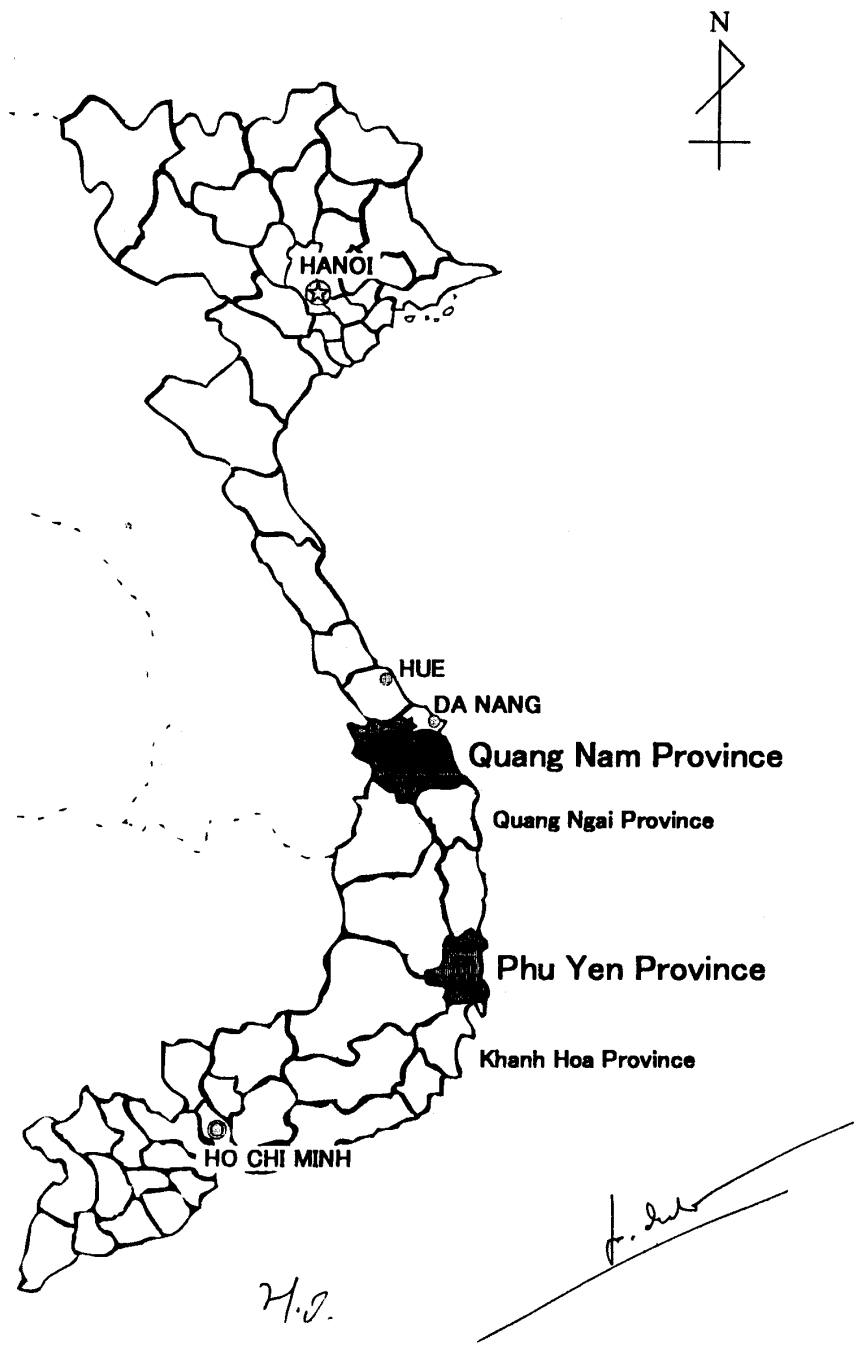 N
HANOI
HUE
DA NANG
Quang Nam Province
Quang Ngai Province
Phu Yen Province
Khanh Hoa Province
HO CHI MINH